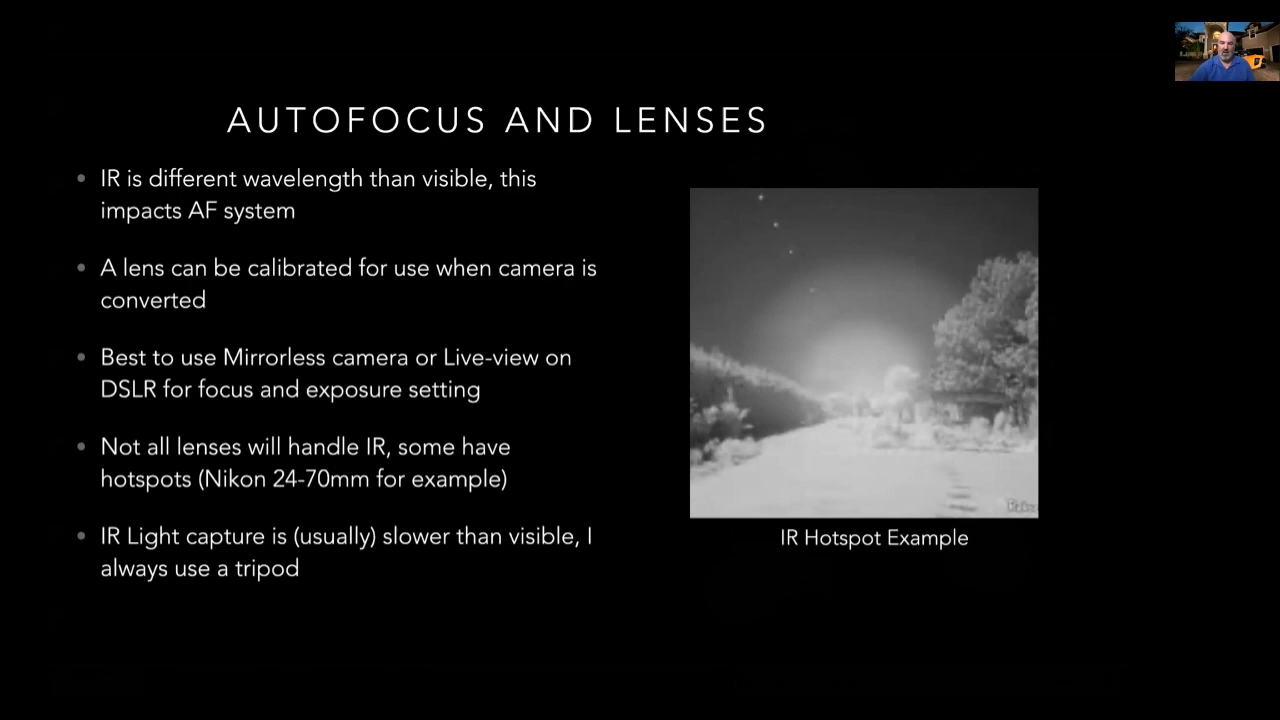 AUTOFOCUS AND LENSES
IR is different wavelength than visible, this
impacts AF system
A lens can be calibrated for use when camera is
converted
Best to use Mirrorless camera or Live-view on
DSLR for focus and exposure setting
Not all lenses will handle IR, some have
hotspots (Nikon 24-70mm for example)
IR Light capture is (usually) slower than visible, I
always use a tripod
IR Hotspot Example